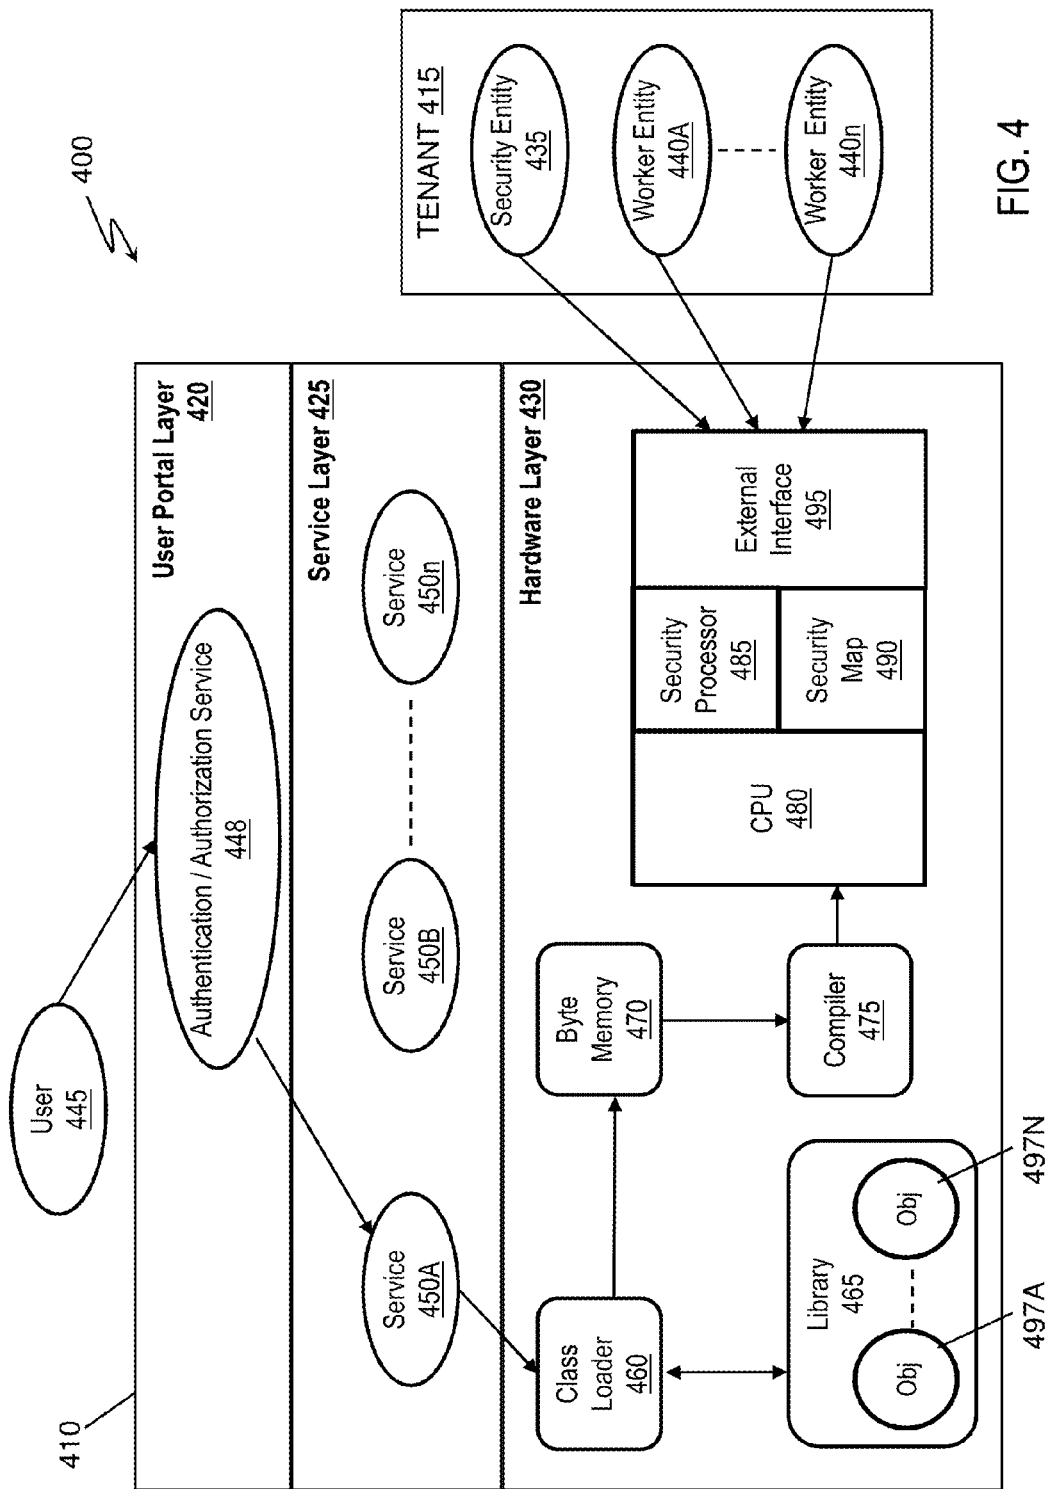 400
410
User
445
User Portal Layer
420
Authentication / Authorization Service
448
Service Layer 425
Service
450A
Service
450B
Service
450n
Hardware Layer 430
Class
Loader
460
Byte
Memory
470
Library
465
Obj
Obj
497A
497N
Compiler
475
CPU
480
Security
Processor
485
Security
Map
490
External
Interface
495
TENANT 415
Security Entity
435
Worker Entity
440A
Worker Entity
440n
FIG. 4